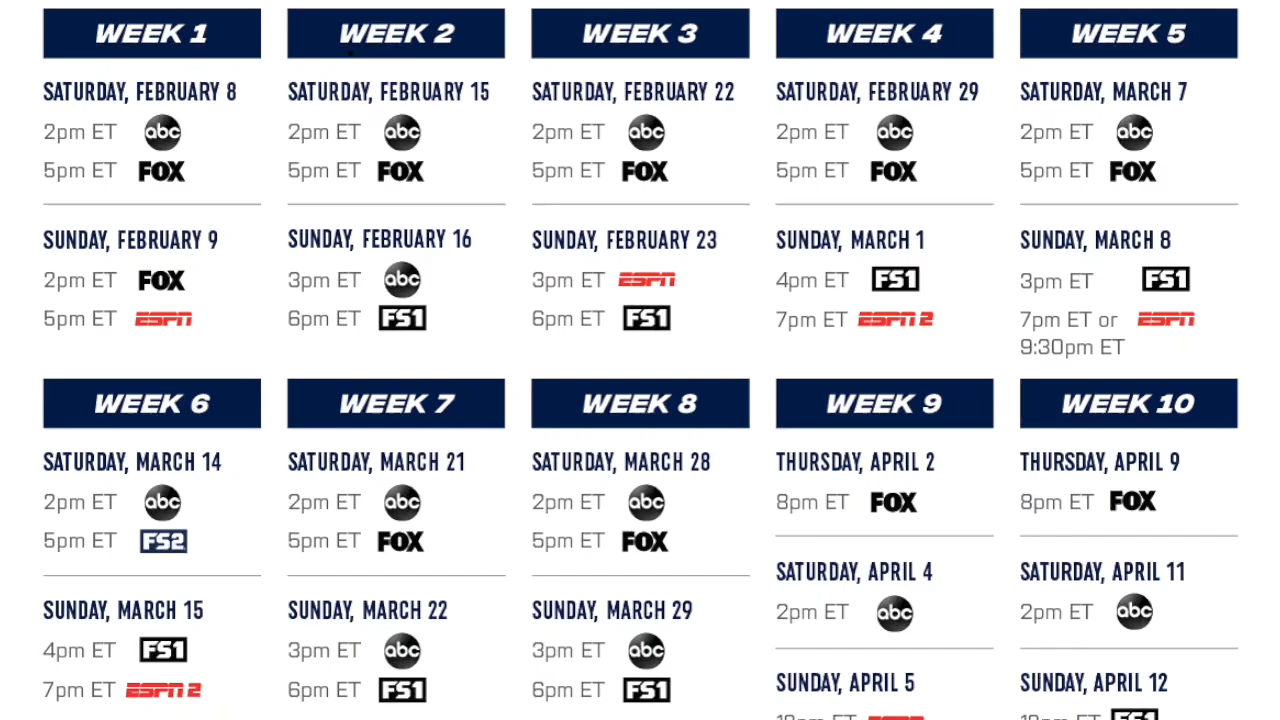 WEEK 1
SATURDAY, FEBRUARY 8
2pm ET abc
5pm ET FOX
SUNDAY, FEBRUARY 9
2pm ET FOX
5pm ET ESPN
WEEK 2
SATURDAY, FEBRUARY 15
2pm ET abc
5pm ET FOX
SUNDAY, FEBRUARY 16
3pm ET abc
6pm ET FS1
WEEK 3
SATURDAY, FEBRUARY 22
2pm ET abc
5pm ET FOX
SUNDAY, FEBRUARY 23
3pm ET ESPN
6pm ET FS1
WEEK 4
SATURDAY, FEBRUARY 29
2pm ET abc
5pm ET FOX
SUNDAY, MARCH 1
4pm ET FS1
7pm ET ESPN 2
WEEK 5
SATURDAY, MARCH 7
2pm ET abc
5pm ET FOX
SUNDAY, MARCH 8
3pm ET FS1
7pm ET or ESPN
9:30pm ET
WEEK 6
SATURDAY, MARCH 14
2pm ET abc
5pm ET FS2
SUNDAY, MARCH 15
4pm ET FS1
7pm ET ESPN 2
WEEK 7
SATURDAY, MARCH 21
2pm ET abc
5pm ET FOX
SUNDAY, MARCH 22
3pm ET abc
6pm ET FS1
WEEK 8
SATURDAY, MARCH 28
2pm ET abc
5pm ET FOX
SUNDAY, MARCH 29
3pm ET abc
6pm ET FS1
WEEK 9
THURSDAY, APRIL 2
8pm ET FOX
SATURDAY, APRIL 4
2pm ET abc
SUNDAY, APRIL 5
ET ESPN
WEEK 10
THURSDAY, APRIL 9
8pm ET FOX
SATURDAY, APRIL 11
2pm ET abc
SUNDAY, APRIL 12
ET FS1